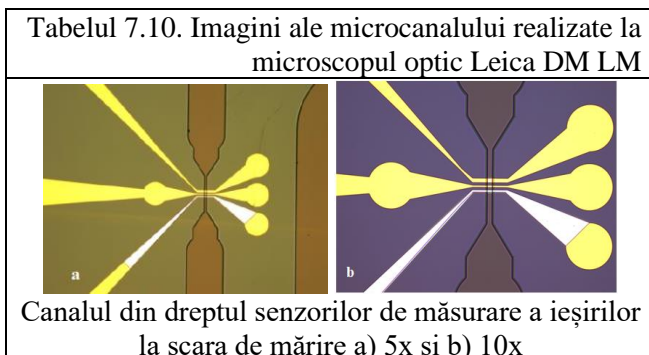 Tabelul 7.10. Imagini ale microcanalului realizate la
microscopul optic Leica DM LM
a
b
Canalul din dreptul senzorilor de măsurare a ieșirilor
la scara de mărire a) 5x și b) 10x